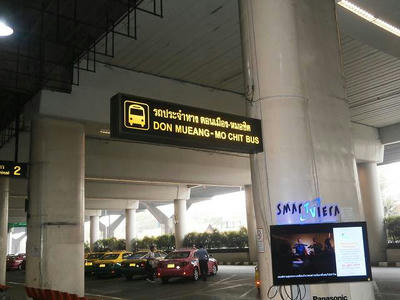 รถประจำทาง ดอนเมือง-หมอชิต
DON MUEANG - MO CHIT BUS
2
SMART VIERA
Panasonic